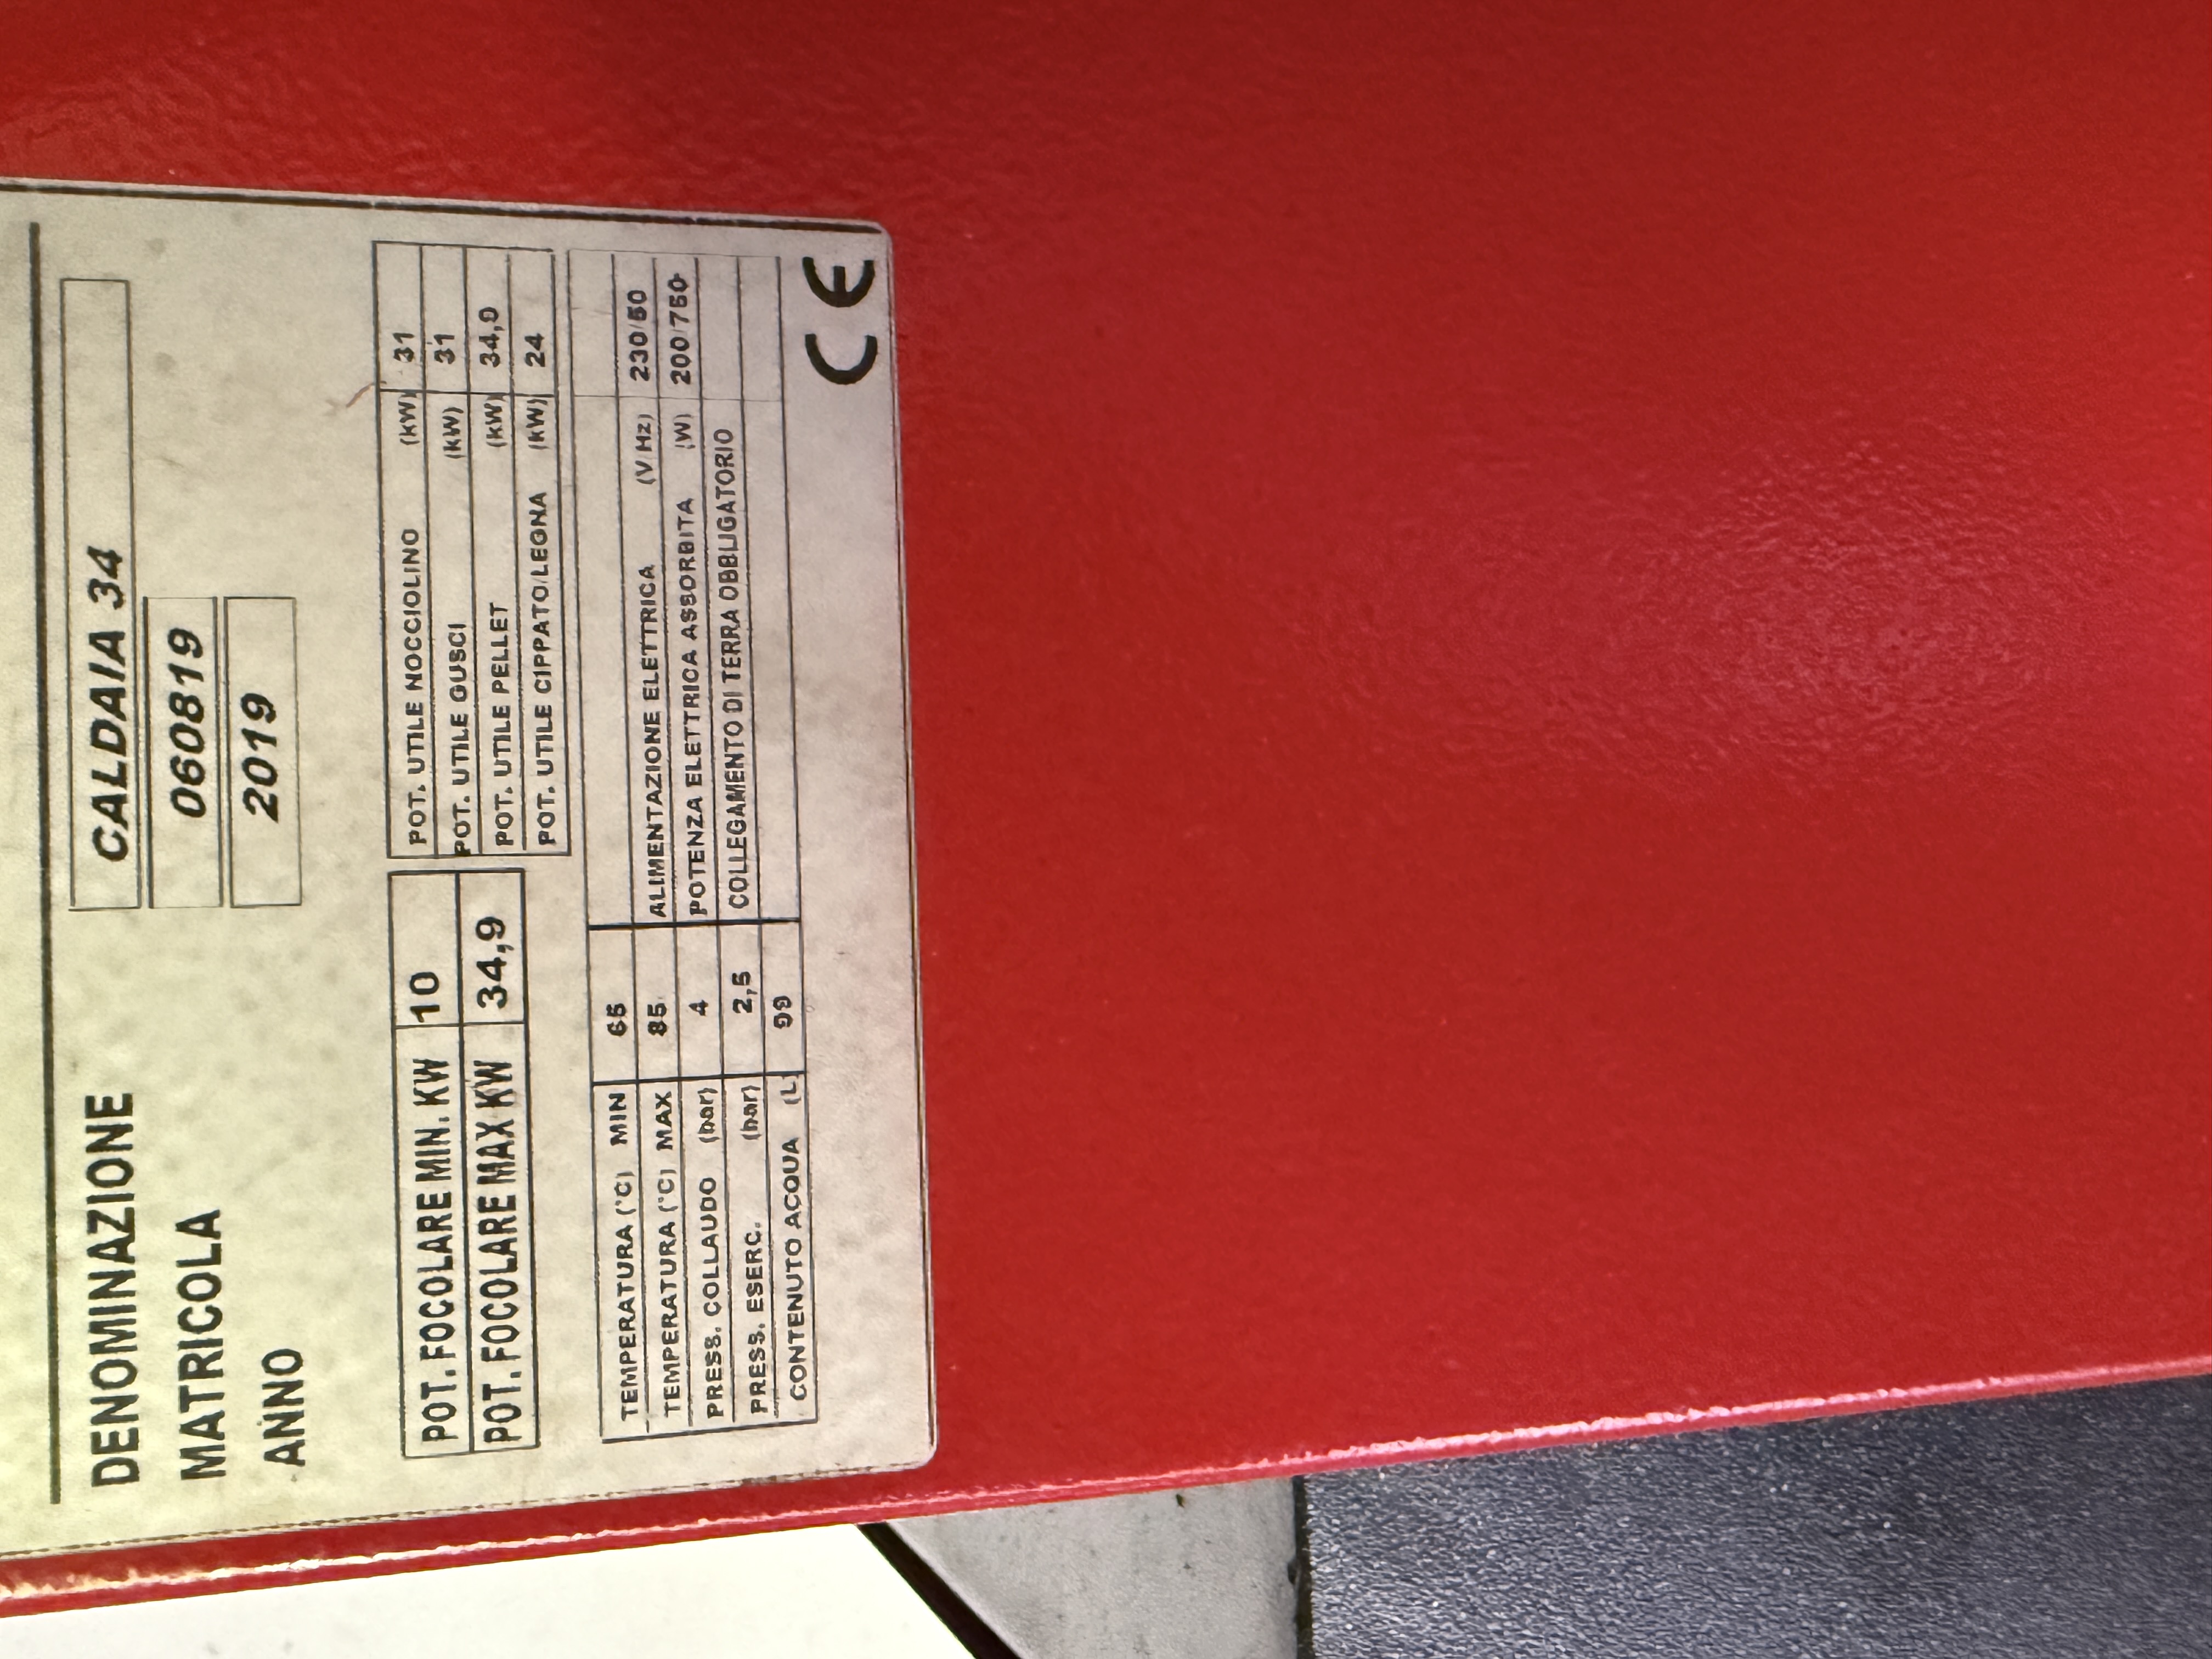 DENOMINAZIONE CALDAIA 34
MATRICOLA 060819
ANNO 2019
POT. FOCOLARE MIN. KW 10
POT. FOCOLARE MAX KW 34,9
POT. UTILE NOCCIOLINO (kW) 31
POT. UTILE GUSCI (kW) 31
POT. UTILE PELLET (kW) 34,9
POT. UTILE CIPPATO/LEGNA (kW) 24
TEMPERATURA (°C) MIN 65
TEMPERATURA (°C) MAX 85 ALIMENTAZIONE ELETTRICA (V/Hz) 230/50
PRESS. COLLAUDO (bar) 4 POTENZA ELETTRICA ASSORBITA (W) 200/750
PRESS. ESERC. (bar) 2,5 COLLEGAMENTO DI TERRA OBBLIGATORIO
CONTENUTO ACQUA (L) 99
CE